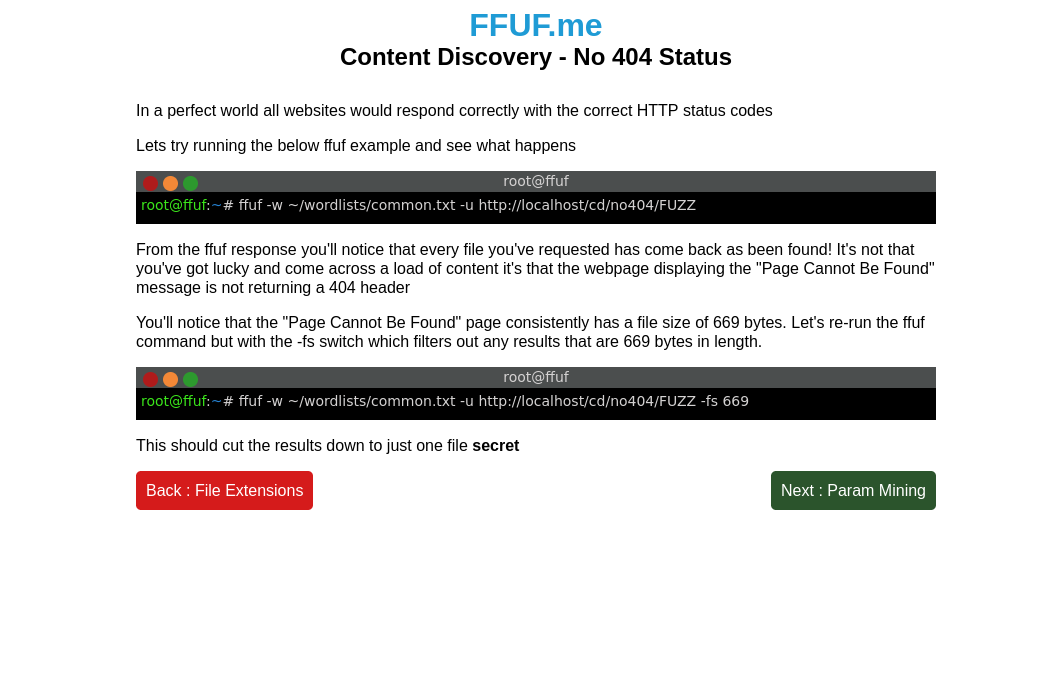 FFUF.me
Content Discovery - No 404 Status
In a perfect world all websites would respond correctly with the correct HTTP status codes
Lets try running the below ffuf example and see what happens
root@ffuf
root@ffuf:~# ffuf -w ~/wordlists/common.txt -u http://localhost/cd/no404/FUZZ
From the ffuf response you'll notice that every file you've requested has come back as been found! It's not that
you've got lucky and come across a load of content it's that the webpage displaying the "Page Cannot Be Found"
message is not returning a 404 header
You'll notice that the "Page Cannot Be Found" page consistently has a file size of 669 bytes. Let's re-run the ffuf
command but with the -fs switch which filters out any results that are 669 bytes in length.
root@ffuf
root@ffuf:~# ffuf -w ~/wordlists/common.txt -u http://localhost/cd/no404/FUZZ -fs 669
This should cut the results down to just one file secret
Back : File Extensions
Next : Param Mining